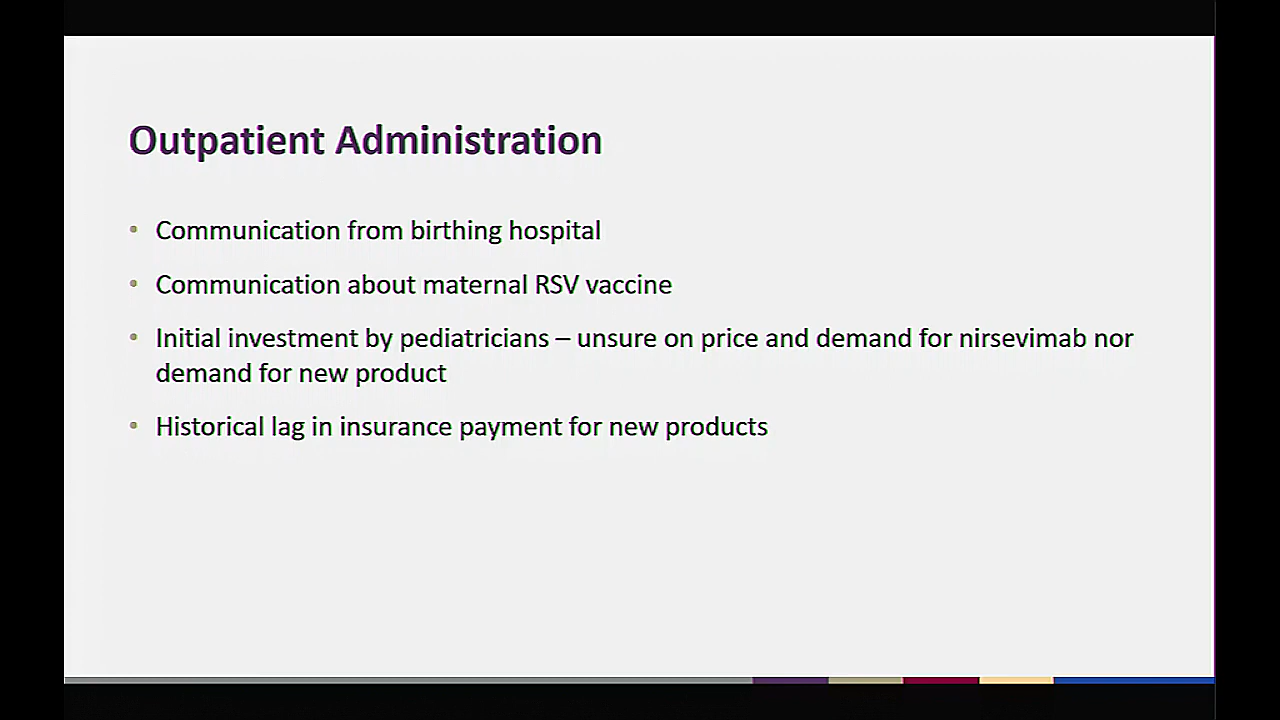 Outpatient Administration
• Communication from birthing hospital
• Communication about maternal RSV vaccine
• Initial investment by pediatricians – unsure on price and demand for nirsevimab nor
demand for new product
• Historical lag in insurance payment for new products